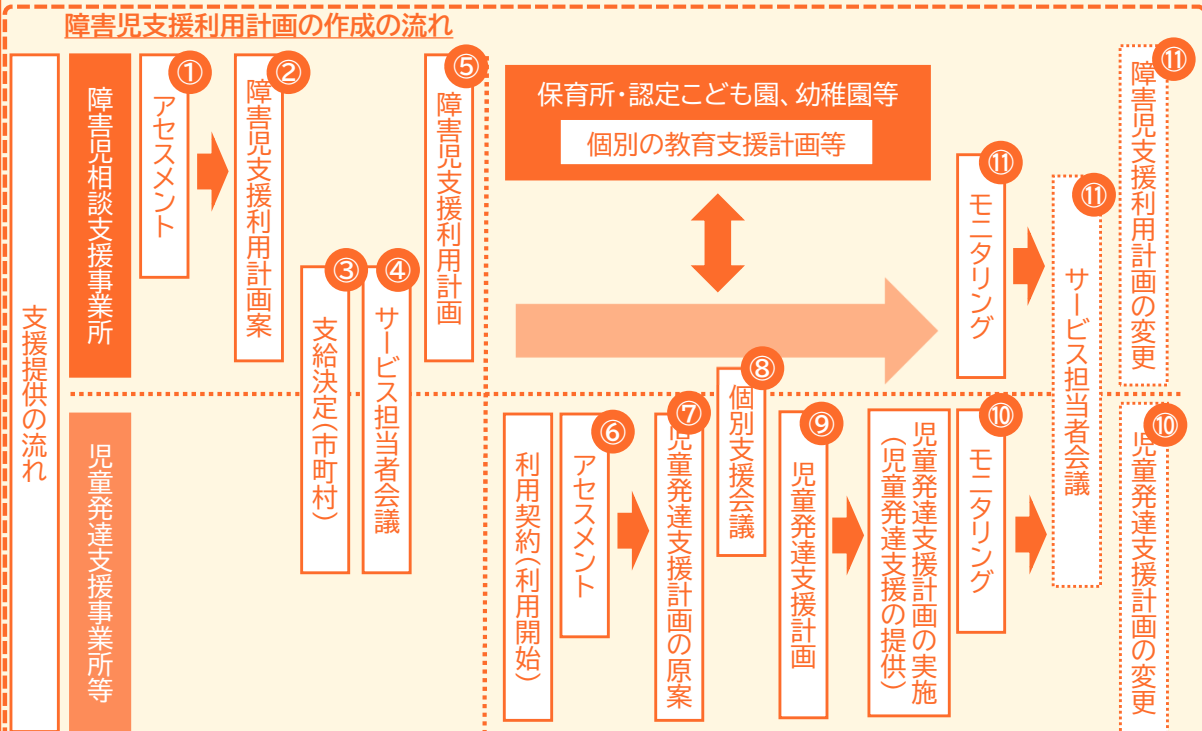 障害児支援利用計画の作成の流れ
支援提供の流れ
障害児相談支援事業所
①
アセスメント
②
障害児支援利用計画案
③
支給決定(市町村)
④
サービス担当者会議
⑤
障害児支援利用計画
保育所・認定こども園、幼稚園等
個別の教育支援計画等
⑪
モニタリング
⑪
サービス担当者会議
⑪
障害児支援利用計画の変更
児童発達支援事業所等
利用契約(利用開始)
⑥
アセスメント
⑦
児童発達支援計画の原案
⑧
個別支援会議
⑨
児童発達支援計画
児童発達支援計画の実施
(児童発達支援の提供)
⑩
モニタリング
⑩
児童発達支援計画の変更